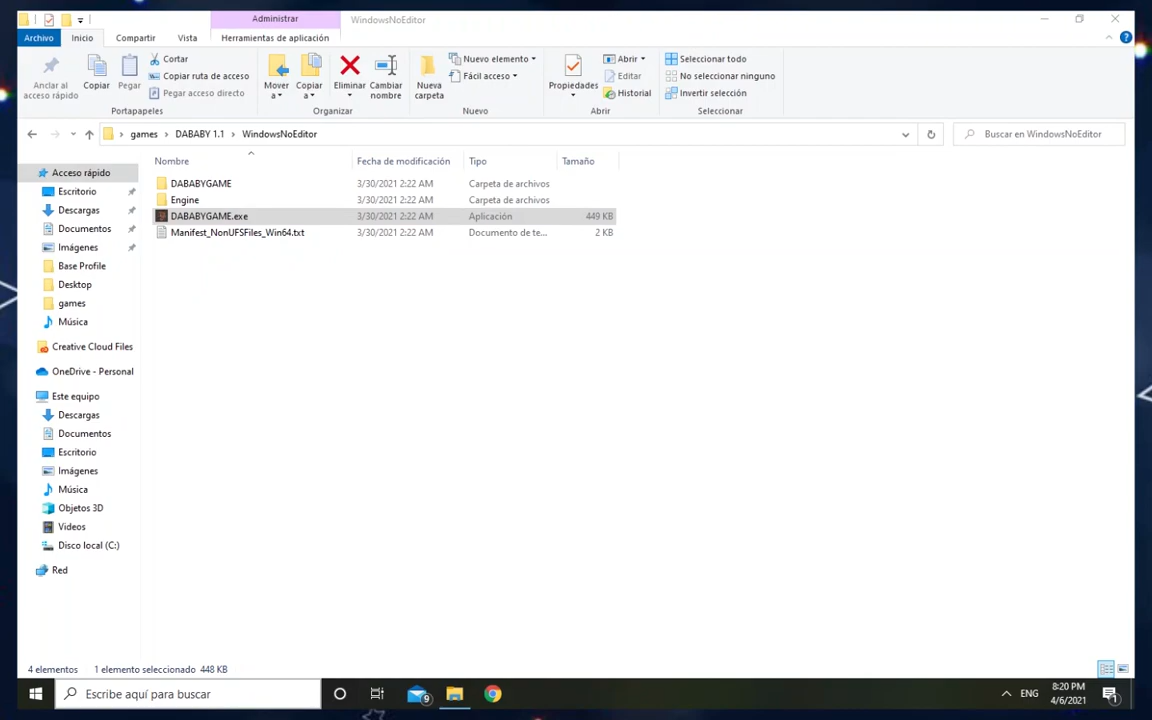 Administrar
WindowsNoEditor
Archivo
Inicio
Compartir
Vista
Herramientas de aplicación
Anclar al
acceso rápido
Copiar
Pegar
Cortar
Copiar ruta de acceso
Pegar acceso directo
Portapapeles
Mover
a
Copiar
a
Eliminar
Cambiar
nombre
Organizar
Nueva
carpeta
Nuevo elemento
Fácil acceso
Nuevo
Propiedades
Abrir
Editar
Historial
Abrir
Seleccionar todo
No seleccionar ninguno
Invertir selección
Seleccionar
games > DABABY 1.1 > WindowsNoEditor
Buscar en WindowsNoEditor
Nombre Fecha de modificación Tipo Tamaño
DABABYGAME 3/30/2021 2:22 AM Carpeta de archivos
Engine 3/30/2021 2:22 AM Carpeta de archivos
DABABYGAME.exe 3/30/2021 2:22 AM Aplicación 449 KB
Manifest_NonUFSFiles_Win64.txt 3/30/2021 2:22 AM Documento de te... 2 KB
Acceso rápido
Escritorio
Descargas
Documentos
Imágenes
Base Profile
Desktop
games
Música
Creative Cloud Files
OneDrive - Personal
Este equipo
Descargas
Documentos
Escritorio
Imágenes
Música
Objetos 3D
Videos
Disco local (C:)
Red
4 elementos 1 elemento seleccionado 448 KB
Escribe aquí para buscar
9
ENG
8:20 PM
4/6/2021
1